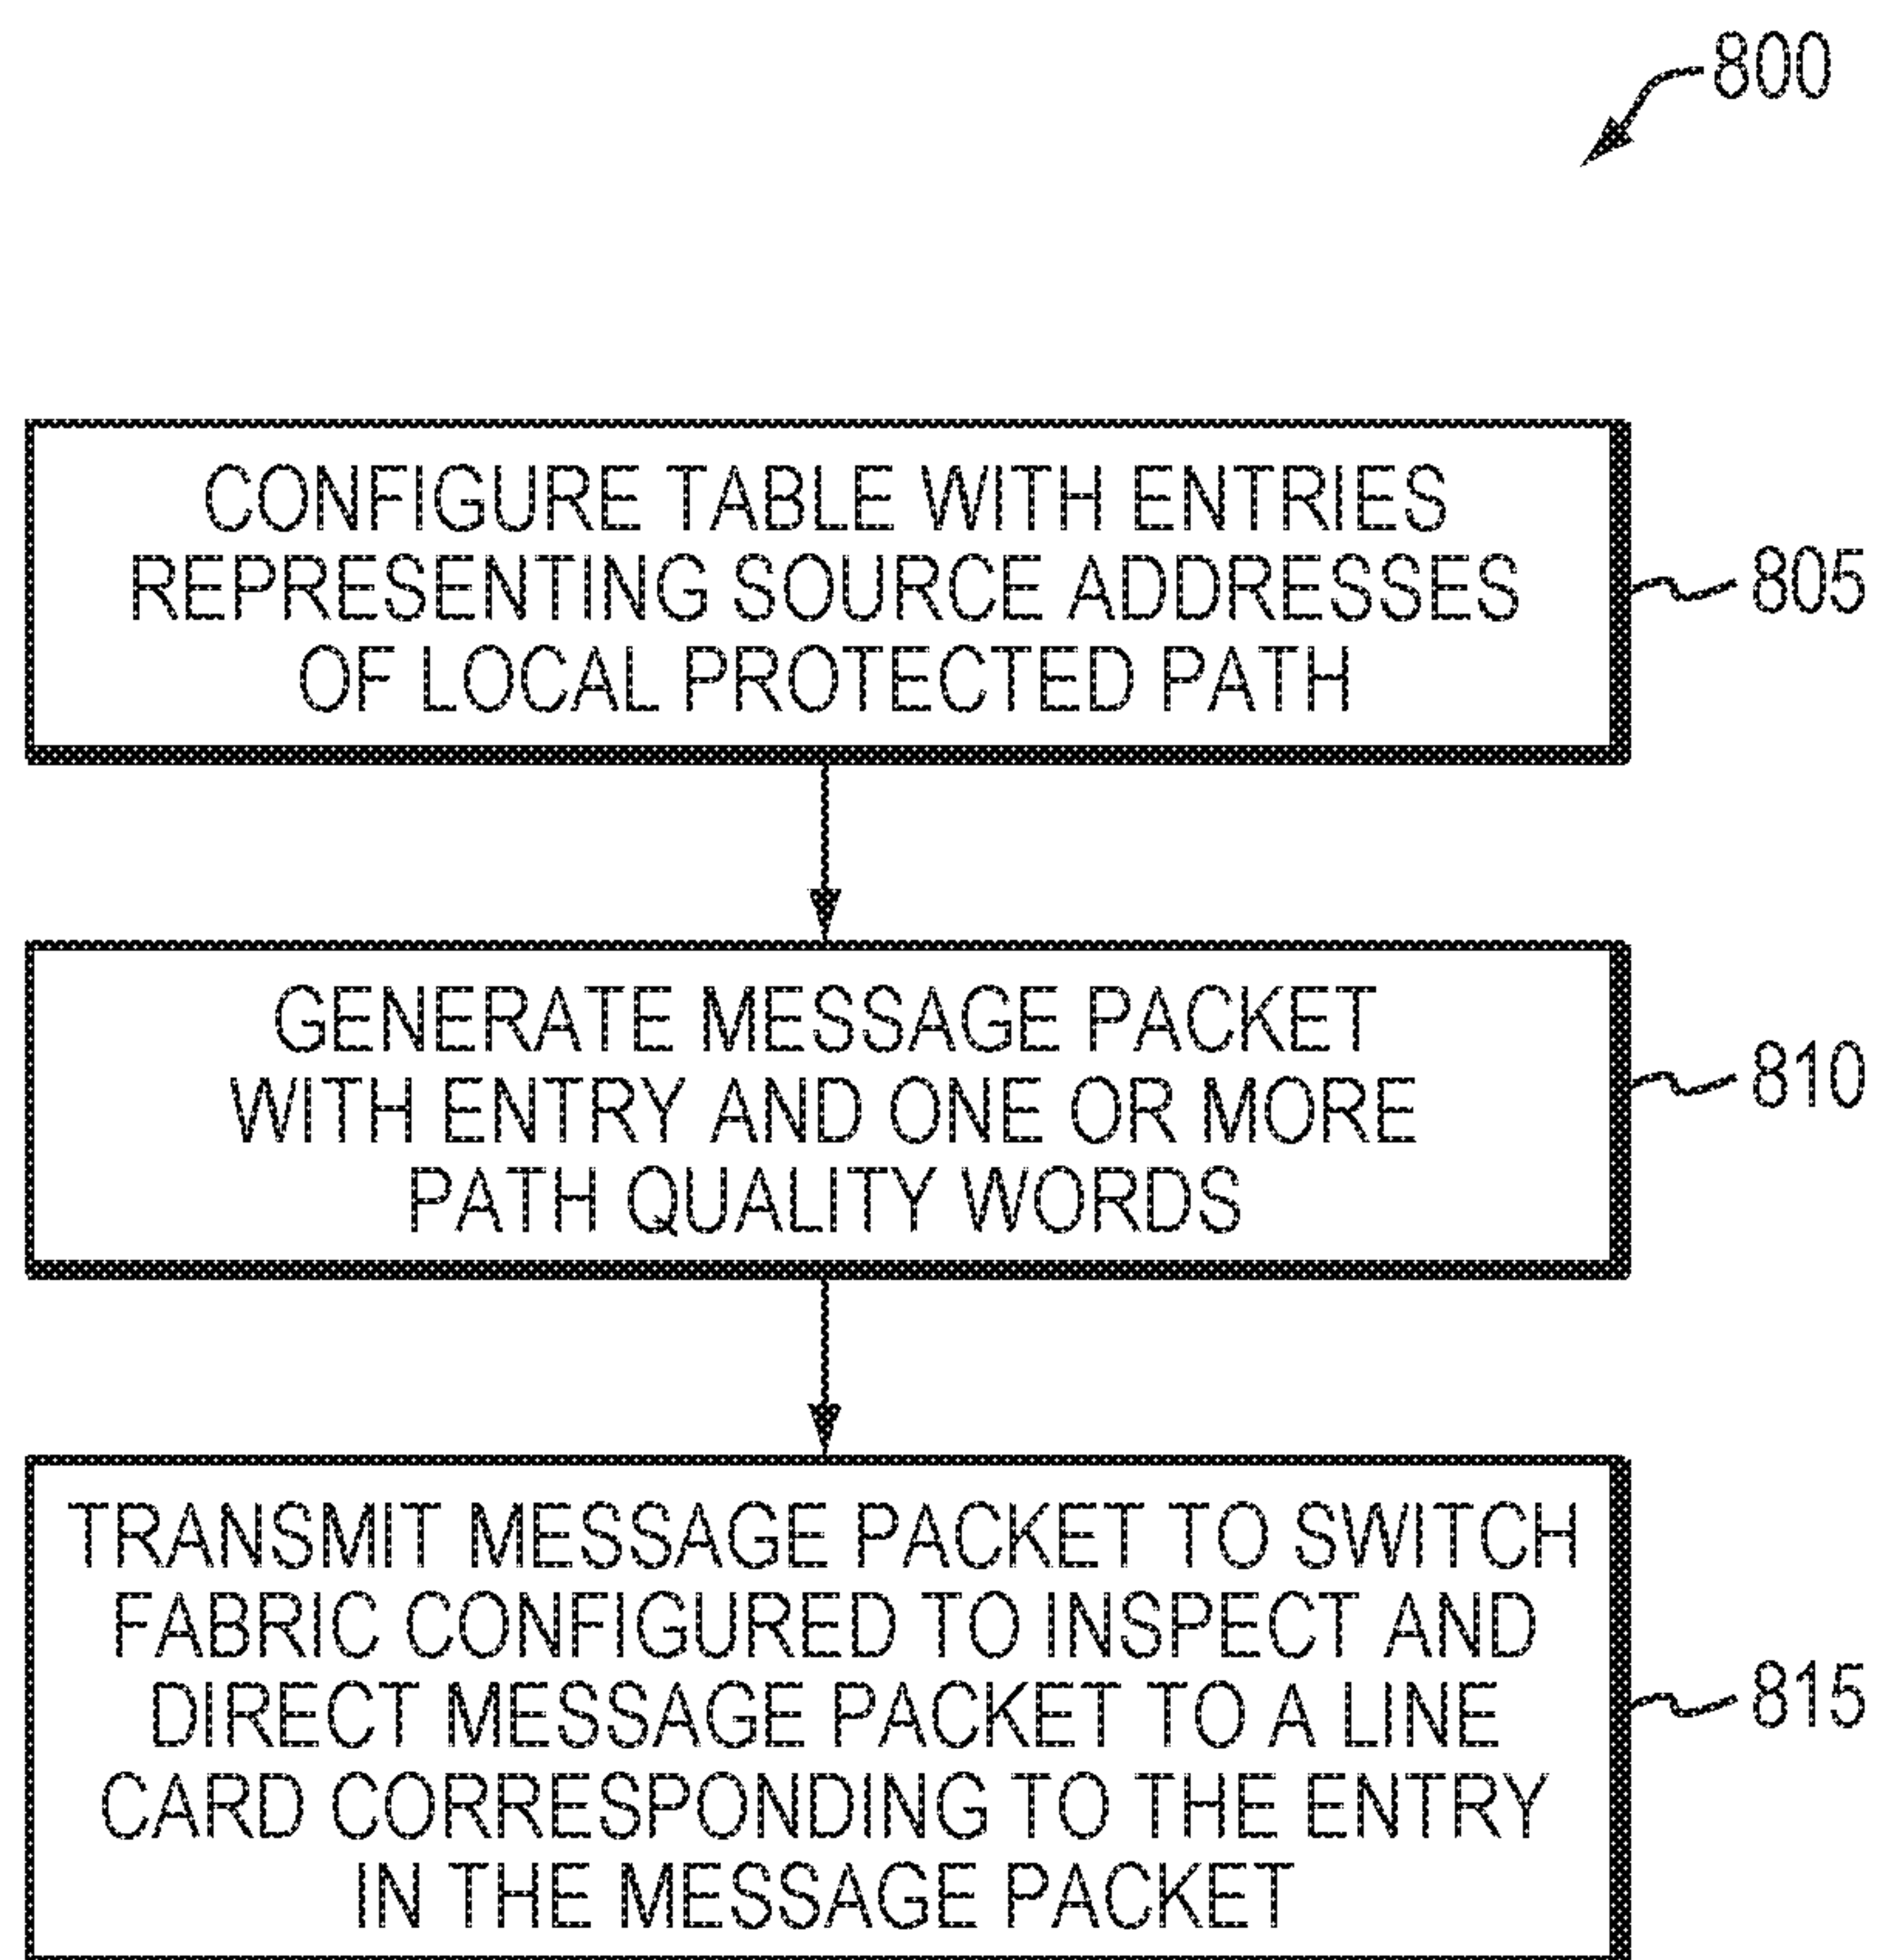 800
CONFIGURE TABLE WITH ENTRIES
REPRESENTING SOURCE ADDRESSES
OF LOCAL PROTECTED PATH
805
GENERATE MESSAGE PACKET
WITH ENTRY AND ONE OR MORE
PATH QUALITY WORDS
810
TRANSMIT MESSAGE PACKET TO SWITCH
FABRIC CONFIGURED TO INSPECT AND
DIRECT MESSAGE PACKET TO A LINE
CARD CORRESPONDING TO THE ENTRY
IN THE MESSAGE PACKET
815